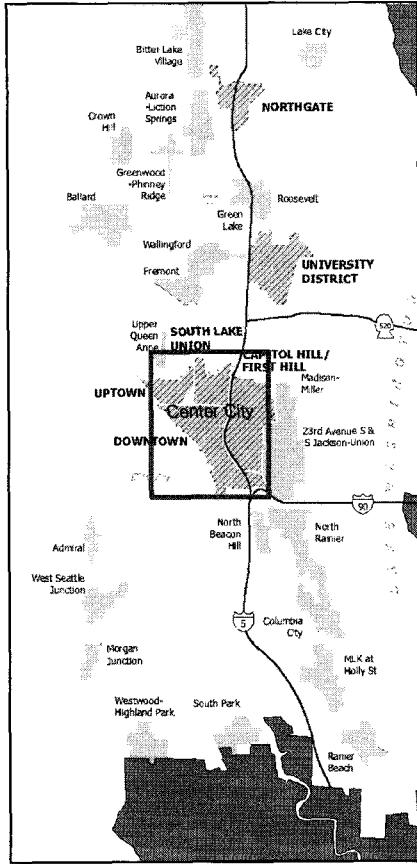 Lake City
Bitter Lake
Village
Aurora
-Liction
Springs
NORTHGATE
Crown
Hill
Greenwood
-Phinney
Ridge
Ballard
Roosevelt
Green
Lake
Wallingford
Fremont
UNIVERSITY
DISTRICT
520
Upper
Queen
Anne
SOUTH LAKE
UNION
CAPITOL HILL/
FIRST HILL
Madison-
Miller
UPTOWN
Center City
DOWNTOWN
23rd Avenue S &
S Jackson-Union
90
North
Beacon
Hill
North
Rainier
Admiral
West Seattle
Junction
5
Columbia
City
Morgan
Junction
MLK at
Holly St
Westwood-
Highland Park
South Park
Rainier
Beach